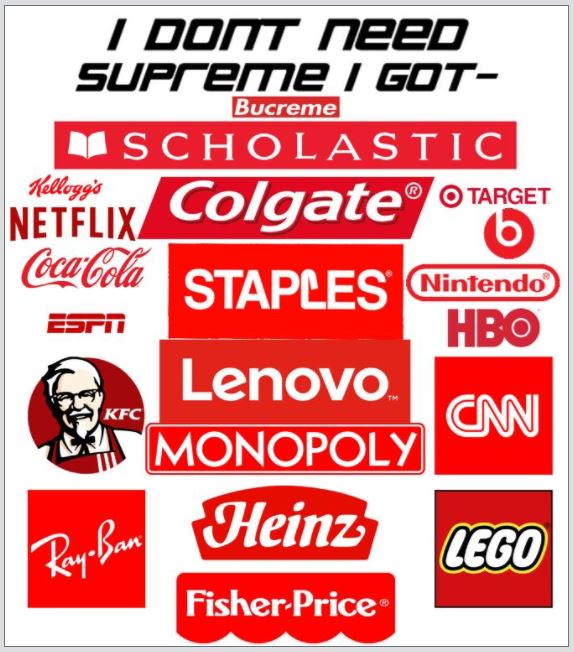 I DONT NEED
SUPREME I GOT-
Bucreme
SCHOLASTIC
Kellogg's
Colgate®
TARGET
NETFLIX
b
Coca-Cola
STAPLES®
Nintendo®
ESPN
HBO
KFC
Lenovo™
CNN
MONOPOLY
Ray-Ban
Heinz
LEGO
Fisher-Price®